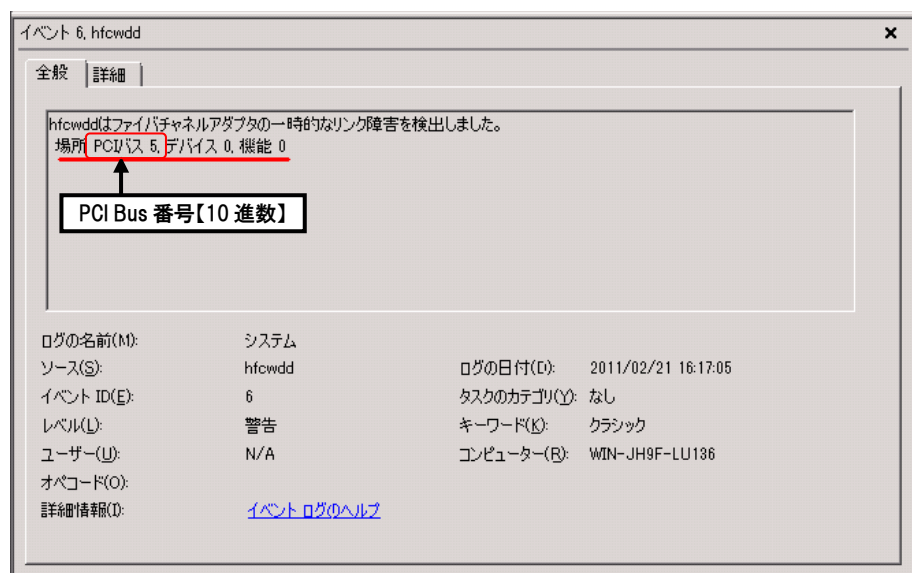 イベント 6, hfcwdd
全般 詳細
hfcwddはファイバチャネルアダプタの一時的なリンク障害を検出しました。
場所 PCIバス 5, デバイス 0, 機能 0
PCI Bus 番号【10 進数】
ログの名前(M): システム
ソース(S): hfcwdd ログの日付(D): 2011/02/21 16:17:05
イベント ID(E): 6 タスクのカテゴリ(Y): なし
レベル(L): 警告 キーワード(K): クラシック
ユーザー(U): N/A コンピューター(R): WIN-JH9F-LU136
オペコード(O):
詳細情報(I): イベント ログのヘルプ